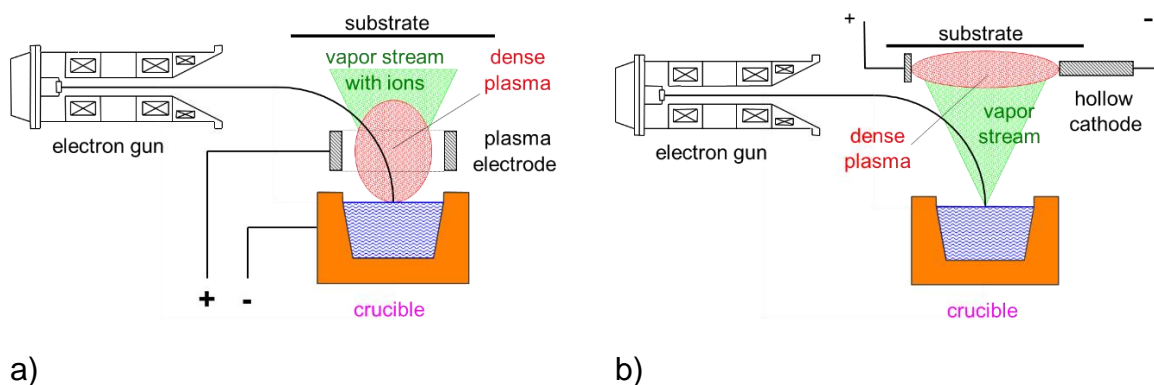 substrate
vapor stream
with ions
dense
plasma
electron gun
plasma
electrode
+ -
crucible
a)
+ -
substrate
hollow
cathode
electron gun
dense
plasma
vapor
stream
crucible
b)